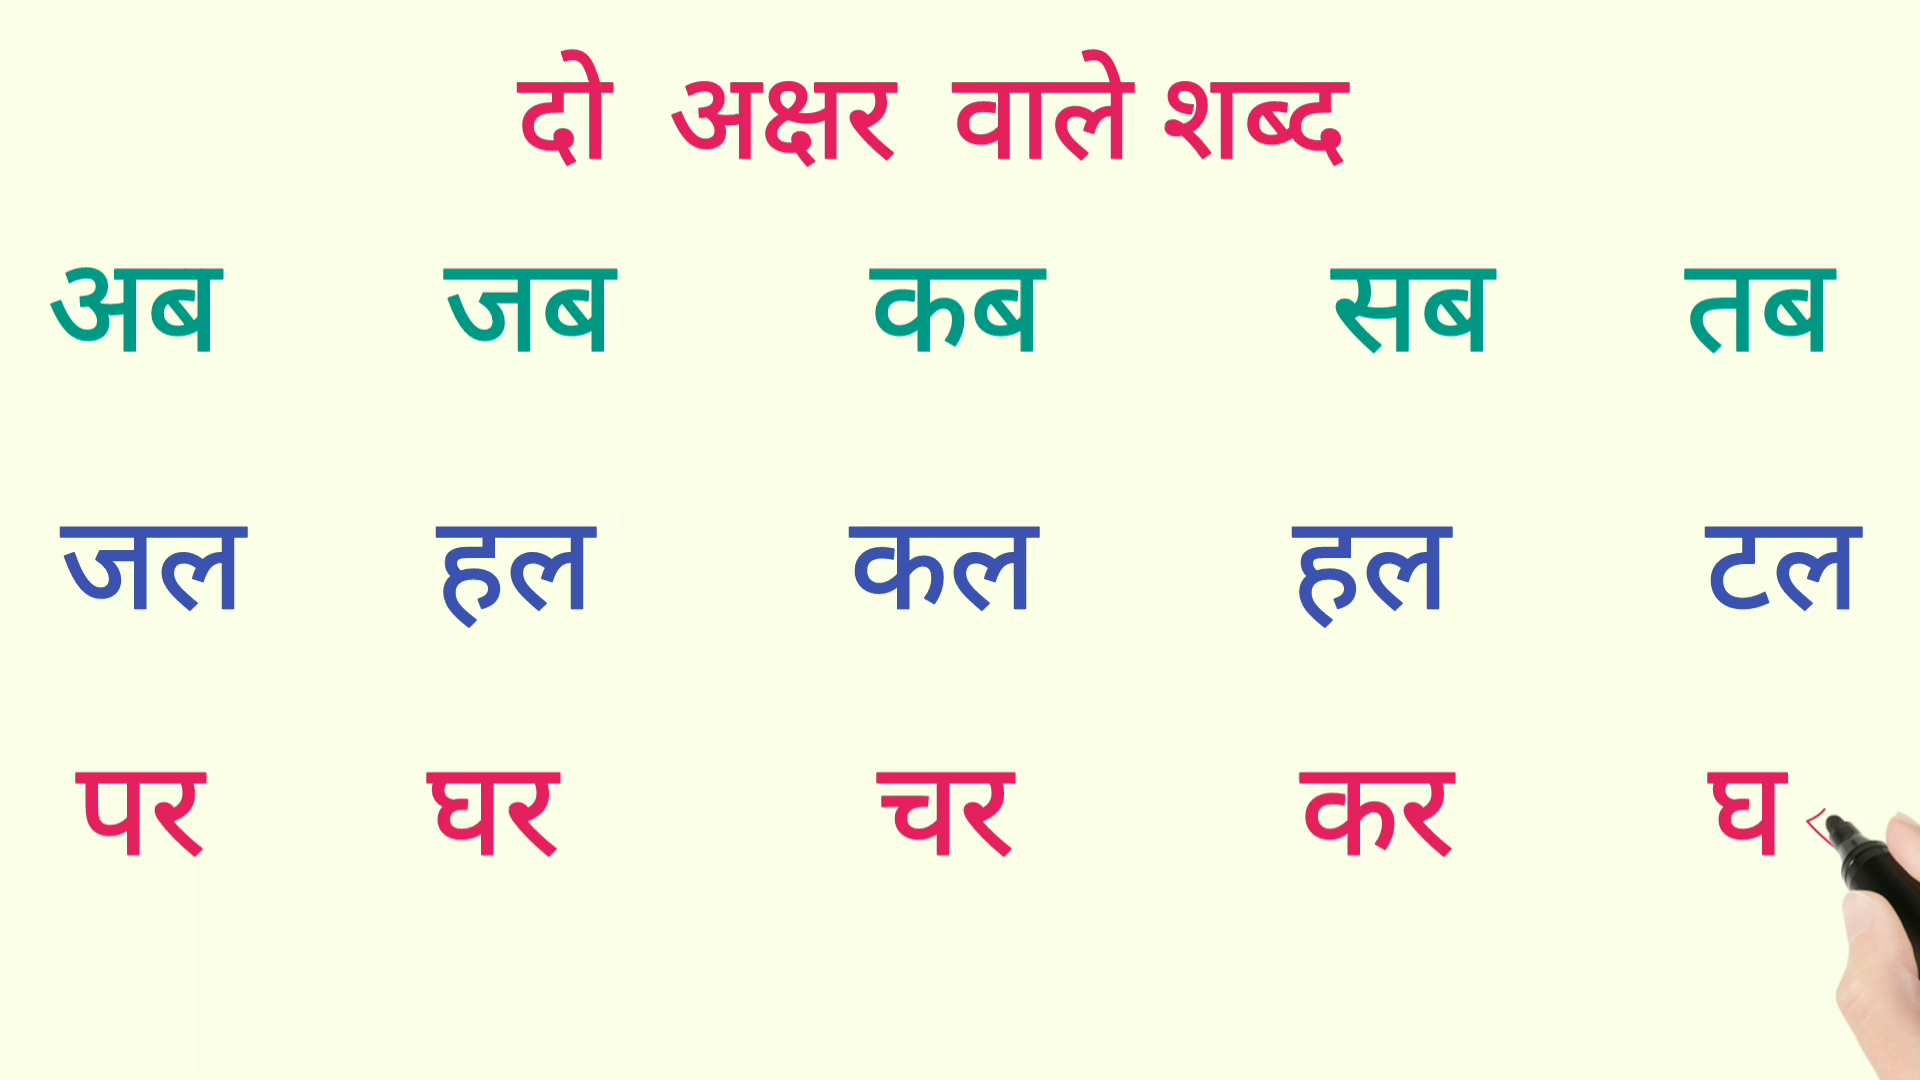 दो अक्षर वाले शब्द
अब जब कब सब तब
जल हल कल हल टल
पर घर चर कर घ